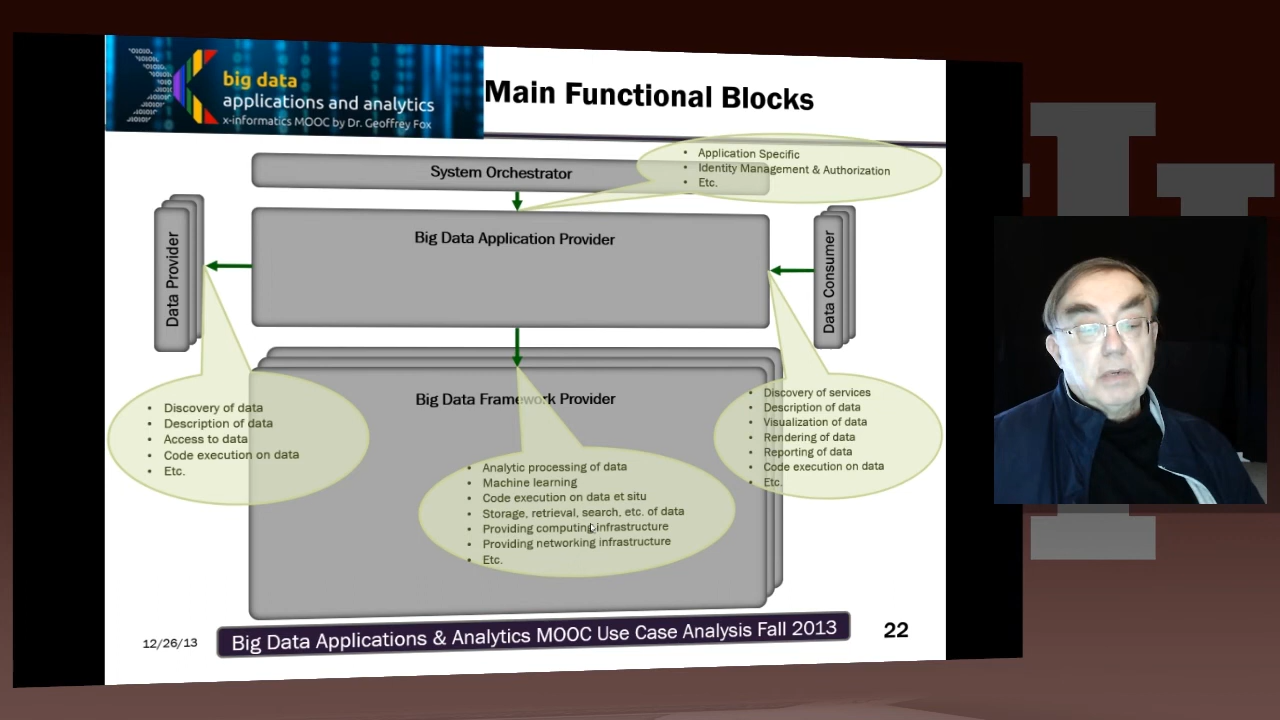 big data
applications and analytics
x-informatics MOOC by Dr. Geoffrey Fox
Main Functional Blocks
System Orchestrator
• Application Specific
• Identity Management & Authorization
• Etc.
Big Data Application Provider
Data Provider
Data Consumer
Big Data Framework Provider
• Discovery of data
• Description of data
• Access to data
• Code execution on data
• Etc.
• Analytic processing of data
• Machine learning
• Code execution on data et situ
• Storage, retrieval, search, etc. of data
• Providing computing infrastructure
• Providing networking infrastructure
• Etc.
• Discovery of services
• Description of data
• Visualization of data
• Rendering of data
• Reporting of data
• Code execution on data
• Etc.
12/26/13
Big Data Applications & Analytics MOOC Use Case Analysis Fall 2013
22